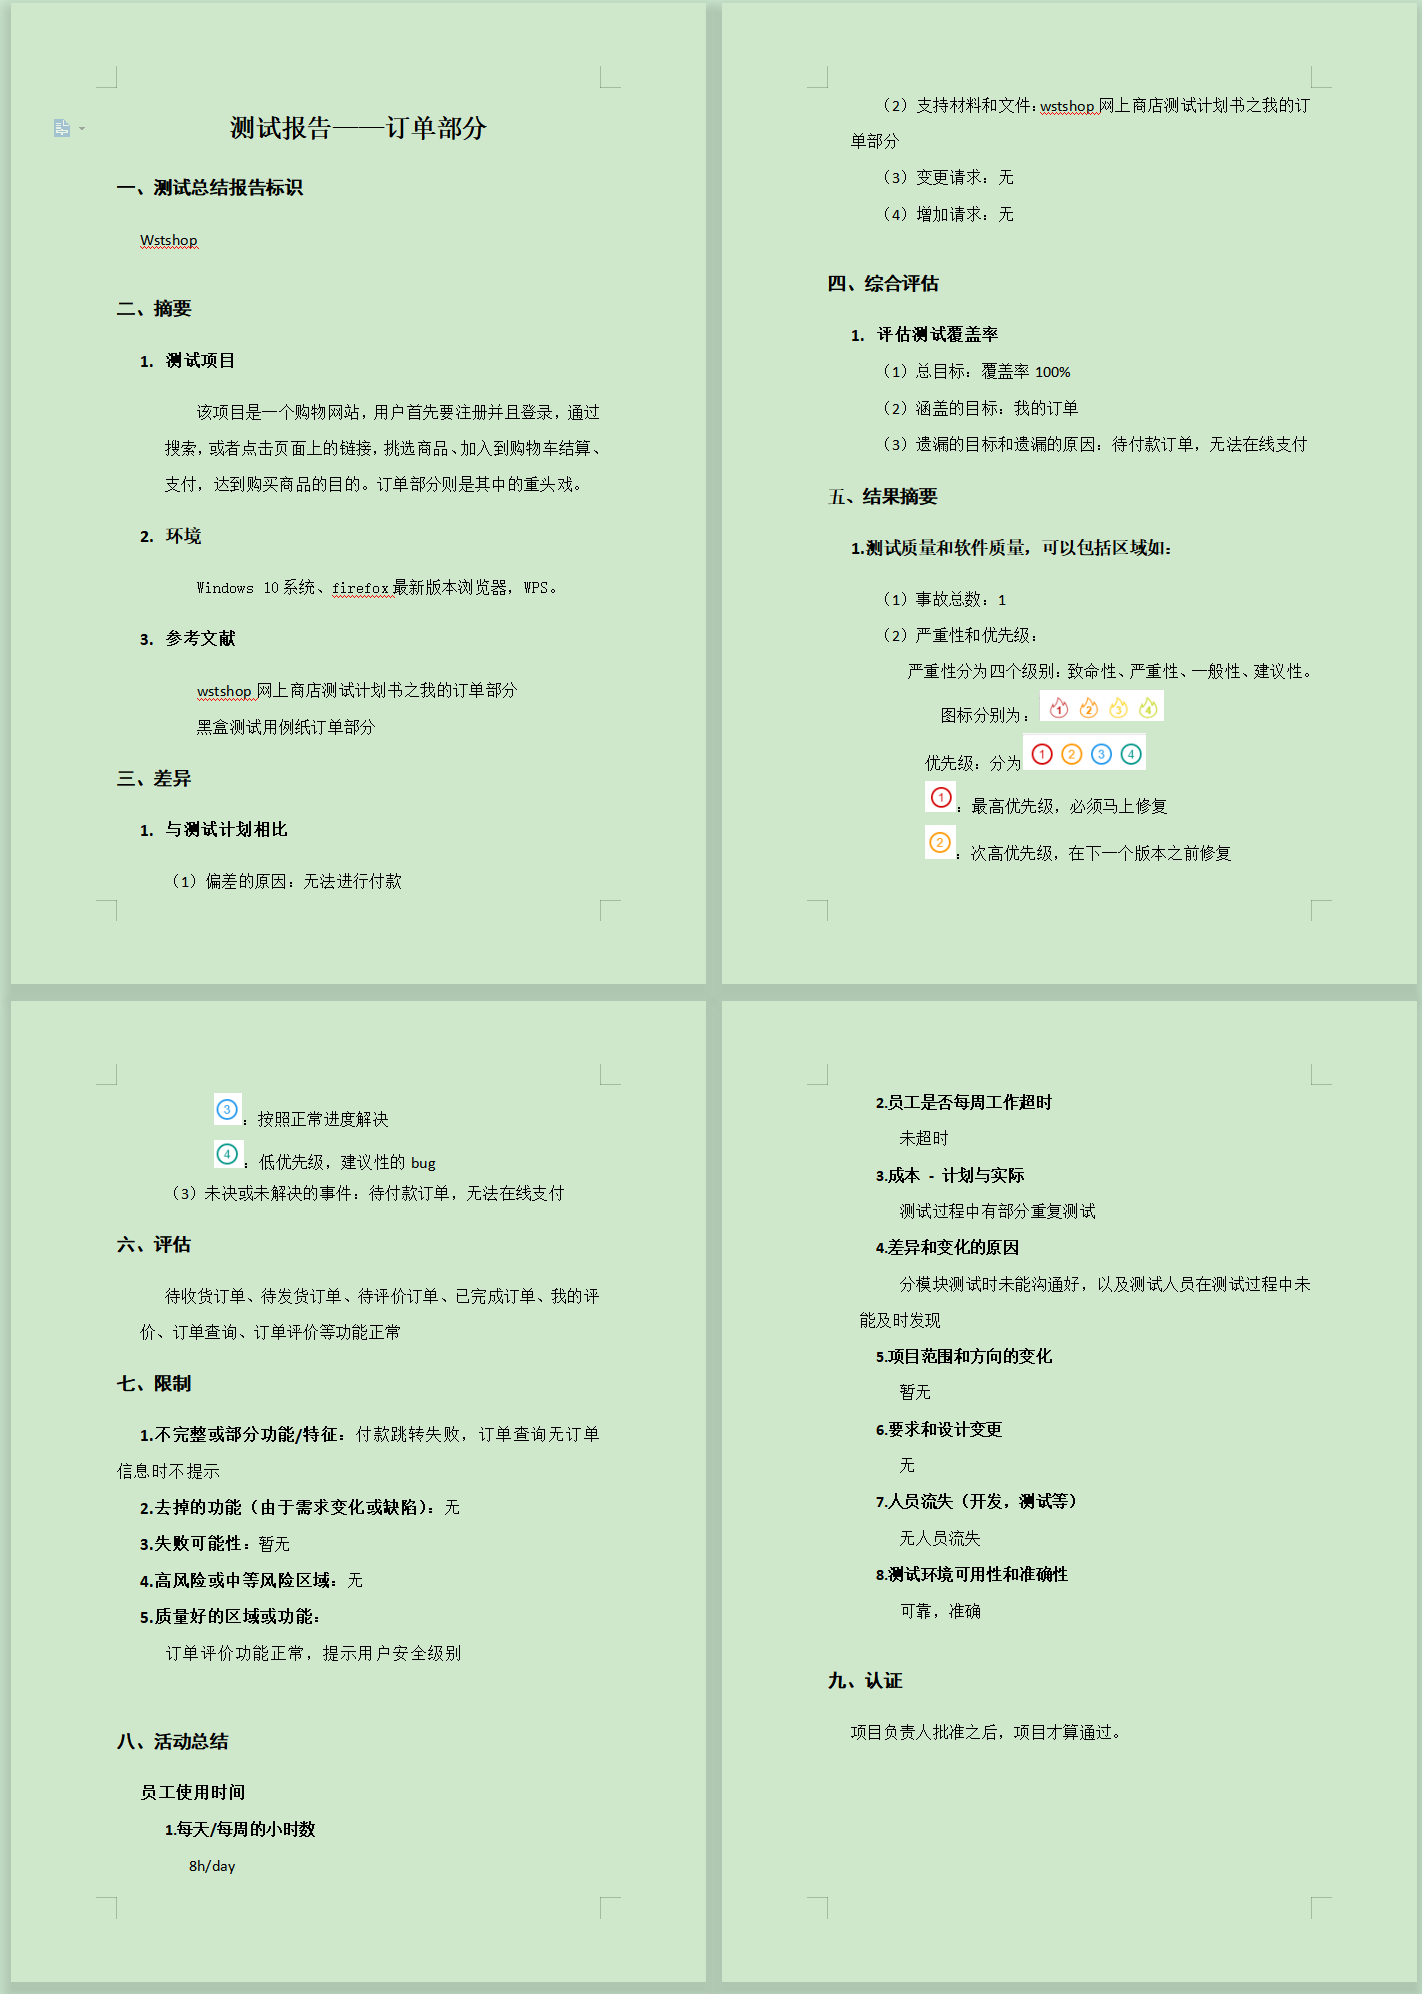 测试报告——订单部分
一、测试总结报告标识
Wstshop
二、摘要
1. 测试项目
该项目是一个购物网站，用户首先要注册并且登录，通过
搜索，或者点击页面上的链接，挑选商品、加入到购物车结算、
支付，达到购买商品的目的。订单部分则是其中的重头戏。
2. 环境
Windows 10系统、firefox最新版本浏览器，WPS。
3. 参考文献
wstshop 网上商店测试计划书之我的订单部分
黑盒测试用例纸订单部分
三、差异
1. 与测试计划相比
（1）偏差的原因：无法进行付款
（2）支持材料和文件：wstshop 网上商店测试计划书之我的订
单部分
（3）变更请求：无
（4）增加请求：无
四、综合评估
1. 评估测试覆盖率
（1）总目标：覆盖率 100%
（2）涵盖的目标：我的订单
（3）遗漏的目标和遗漏的原因：待付款订单，无法在线支付
五、结果摘要
1.测试质量和软件质量，可以包括区域如：
（1）事故总数：1
（2）严重性和优先级：
严重性分为四个级别：致命性、严重性、一般性、建议性。
图标分别为：1 2 3 4
优先级：分为① ② ③ ④
①：最高优先级，必须马上修复
②：次高优先级，在下一个版本之前修复
③：按照正常进度解决
④：低优先级，建议性的 bug
（3）未决或未解决的事件：待付款订单，无法在线支付
六、评估
待收货订单、待发货订单、待评价订单、已完成订单、我的评
价、订单查询、订单评价等功能正常
七、限制
1.不完整或部分功能/特征：付款跳转失败，订单查询无订单
信息时不提示
2.去掉的功能（由于需求变化或缺陷）：无
3.失败可能性：暂无
4.高风险或中等风险区域：无
5.质量好的区域或功能：
订单评价功能正常，提示用户安全级别
八、活动总结
员工使用时间
1.每天/每周的小时数
8h/day
2.员工是否每周工作超时
未超时
3.成本 - 计划与实际
测试过程中有部分重复测试
4.差异和变化的原因
分模块测试时未能沟通好，以及测试人员在测试过程中未
能及时发现
5.项目范围和方向的变化
暂无
6.要求和设计变更
无
7.人员流失（开发，测试等）
无人员流失
8.测试环境可用性和准确性
可靠，准确
九、认证
项目负责人批准之后，项目才算通过。